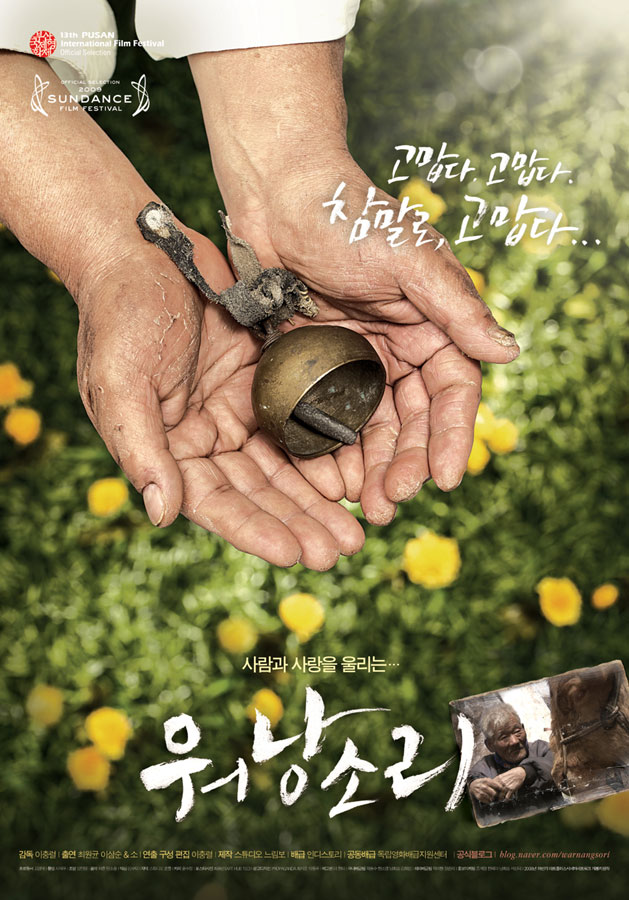 13th PUSAN
International Film Festival
Official Selection
OFFICIAL SELECTION
2009
SUNDANCE
FILM FESTIVAL
고맙다. 고맙다.
참말로, 고맙다...
사람과 사랑을 울리는...
워낭소리
감독 이충렬 | 출연 최원균 이삼순 & 소 | 연출 구성 편집 이충렬 | 제작 스튜디오 느림보 | 배급 인디스토리 | 공동배급 독립영화배급지원센터 | 공식블로그 | blog.naver.com/warnangsori